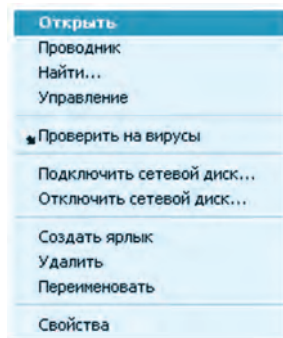 Открыть
Проводник
Найти...
Управление
Проверить на вирусы
Подключить сетевой диск...
Отключить сетевой диск...
Создать ярлык
Удалить
Переименовать
Свойства